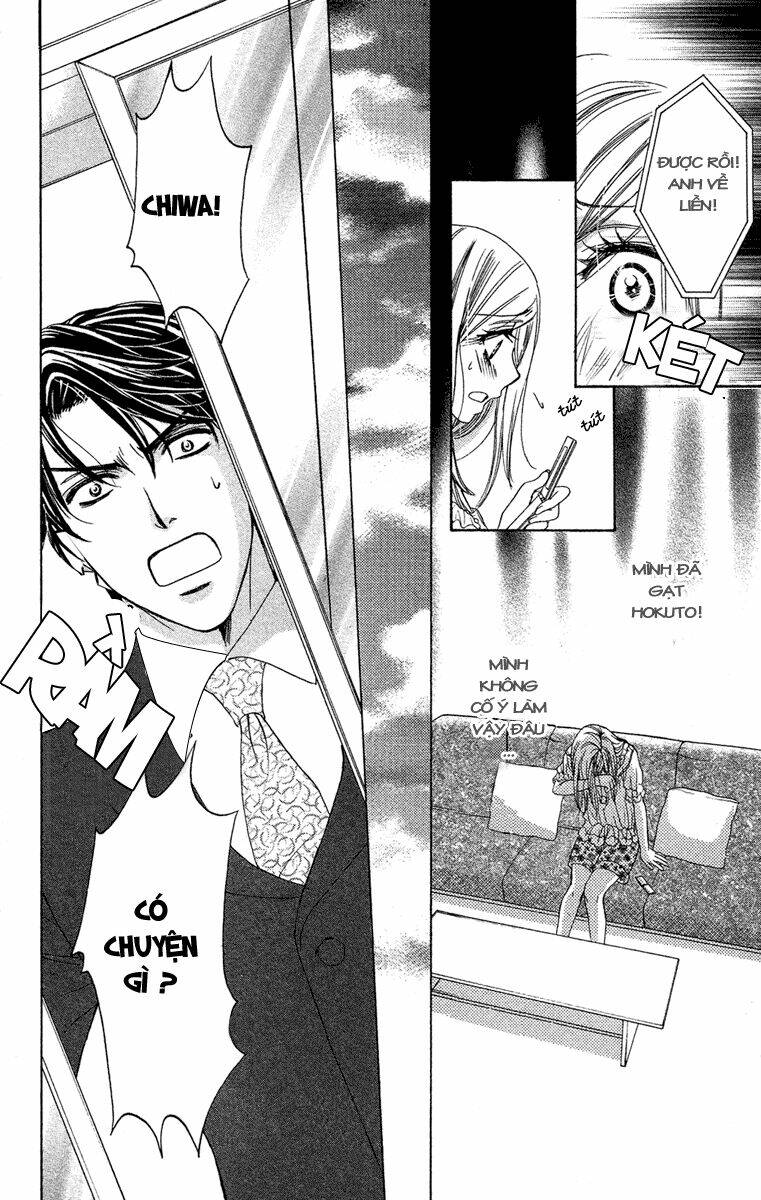 ĐƯỢC RỒI!
ANH VỀ
LIỀN!
KÉT
tút
tút
MÌNH ĐÃ
GẠT
HOKUTO!
MÌNH
KHÔNG
CỐ Ý LÀM
VẬY ĐÂU
...
CHIWA!
RẦM
CÓ
CHUYỆN
GÌ ?